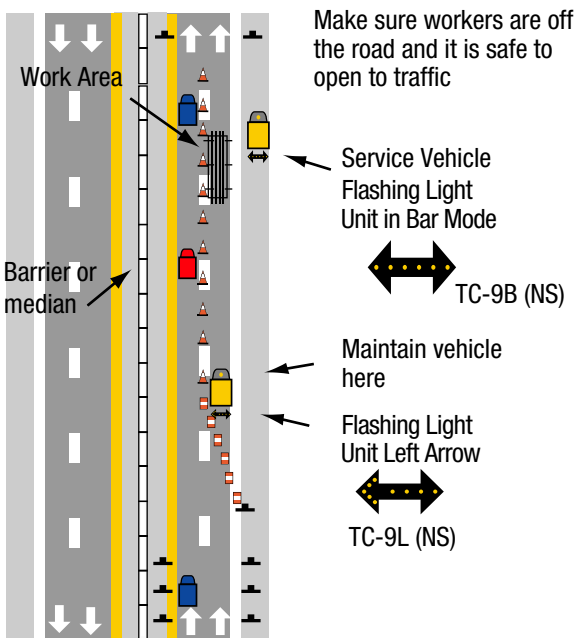 Make sure workers are off
the road and it is safe to
open to traffic
Work Area
Service Vehicle
Flashing Light
Unit in Bar Mode
TC-9B (NS)
Barrier or
median
Maintain vehicle
here
Flashing Light
Unit Left Arrow
TC-9L (NS)